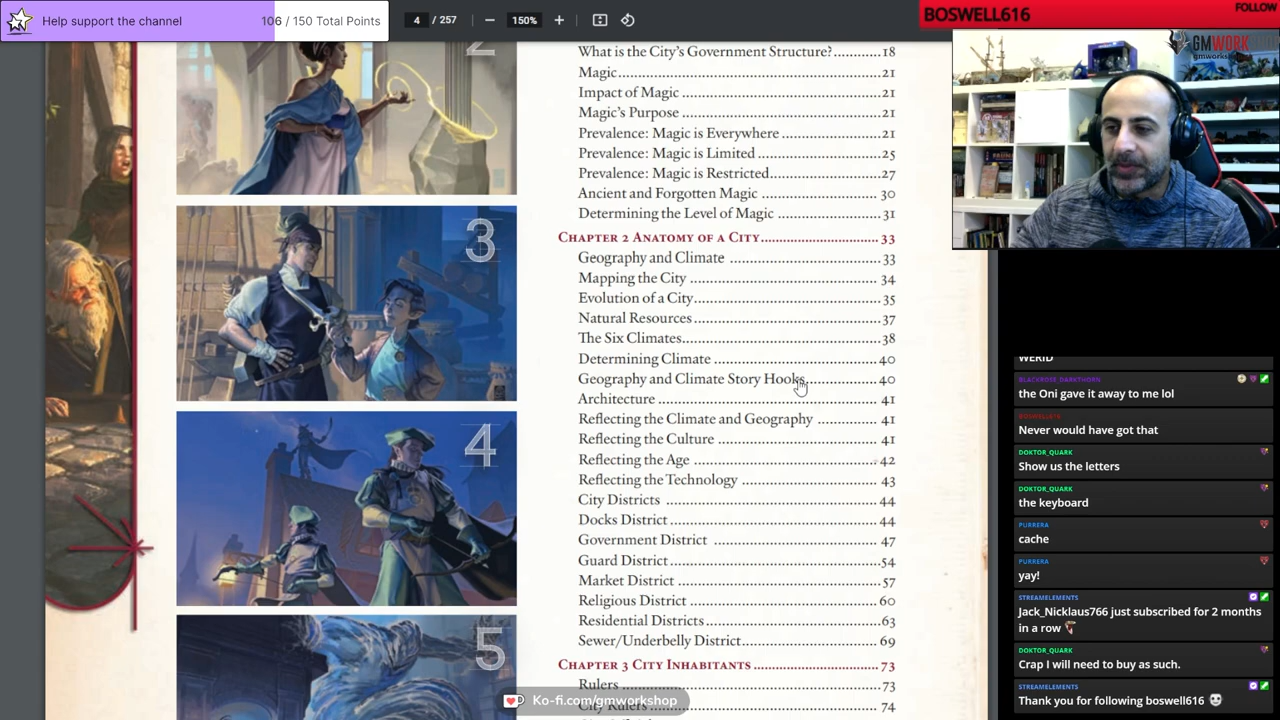 Help support the channel
106 / 150 Total Points
4 / 257
150%
BOSWELL616
FOLLOW
GMWORK
What is the City's Government Structure?..........18
Magic..........21
Impact of Magic..........21
Magic's Purpose..........21
Prevalence: Magic is Everywhere..........21
Prevalence: Magic is Limited..........25
Prevalence: Magic is Restricted..........27
Ancient and Forgotten Magic..........30
Determining the Level of Magic..........31
Chapter 2 Anatomy of a City..........33
Geography and Climate..........33
Mapping the City..........34
Evolution of a City..........35
Natural Resources..........37
The Six Climates..........38
Determining Climate..........40
Geography and Climate Story Hooks..........40
Architecture..........41
Reflecting the Climate and Geography..........41
Reflecting the Culture..........41
Reflecting the Age..........42
Reflecting the Technology..........43
City Districts..........44
Docks District..........44
Government District..........47
Guard District..........54
Market District..........57
Religious District..........60
Residential Districts..........63
Sewer/Underbelly District..........69
Chapter 3 City Inhabitants..........73
Rulers..........73
City Rulers..........74
2
3
4
5
Ko-fi.com/gmworkshop
WERID
BLACKROSE_DARKTHORN
the Oni gave it away to me lol
BOSWELL616
Never would have got that
DOKTOR_QUARK
Show us the letters
DOKTOR_QUARK
the keyboard
PURRERA
cache
PURRERA
yay!
STREAMELEMENTS
Jack_Nicklaus766 just subscribed for 2 months
in a row
DOKTOR_QUARK
Crap I will need to buy as such.
STREAMELEMENTS
Thank you for following boswell616